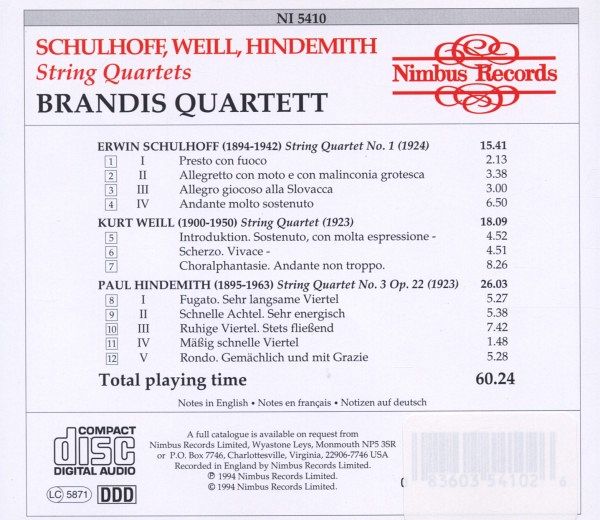 NI 5410
SCHULHOFF, WEILL, HINDEMITH
String Quartets
BRANDIS QUARTETT
Nimbus Records
ERWIN SCHULHOFF (1894-1942) String Quartet No. 1 (1924) 15.41
1 I Presto con fuoco 2.13
2 II Allegretto con moto e con malinconia grotesca 3.38
3 III Allegro giocoso alla Slovacca 3.00
4 IV Andante molto sostenuto 6.50
KURT WEILL (1900-1950) String Quartet (1923) 18.09
5 Introduktion. Sostenuto, con molta espressione - 4.52
6 Scherzo. Vivace - 4.51
7 Choralphantasie. Andante non troppo. 8.26
PAUL HINDEMITH (1895-1963) String Quartet No. 3 Op. 22 (1923) 26.03
8 I Fugato. Sehr langsame Viertel 5.27
9 II Schnelle Achtel. Sehr energisch 5.38
10 III Ruhige Viertel. Stets fließend 7.42
11 IV Mäßig schnelle Viertel 1.48
12 V Rondo. Gemächlich und mit Grazie 5.28
Total playing time 60.24
Notes in English • Notes en français • Notizen auf deutsch
COMPACT
disc
DIGITAL AUDIO
LC 5871 DDD
A full catalogue is available on request from
Nimbus Records Limited, Wyastone Leys, Monmouth NP5 3SR
or P.O. Box 7746, Charlottesville, Virginia, 22906-7746 USA
Recorded in England by Nimbus Records Limited.
℗ 1994 Nimbus Records Limited
© 1994 Nimbus Records Limited.
0 83603 54102 6